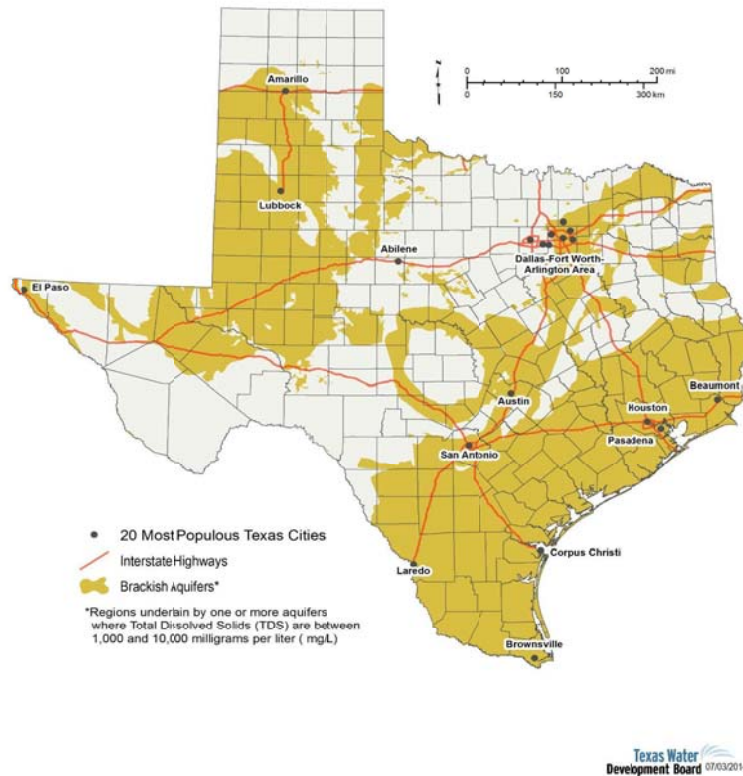 Amarillo
0 100 200 mi
0 150 300 km
Lubbock
Abilene
Dallas-Fort Worth-
Arlington Area
El Paso
Austin
Beaumont
Houston
Pasadena
San Antonio
20 Most Populous Texas Cities
Interstate Highways
Brackish Aquifers*
Corpus Christi
Laredo
*Regions underlain by one or more aquifers
where Total Dissolved Solids (TDS) are between
1,000 and 10,000 milligrams per liter ( mg/L)
Brownsville
Texas Water
Development Board 07/03/201